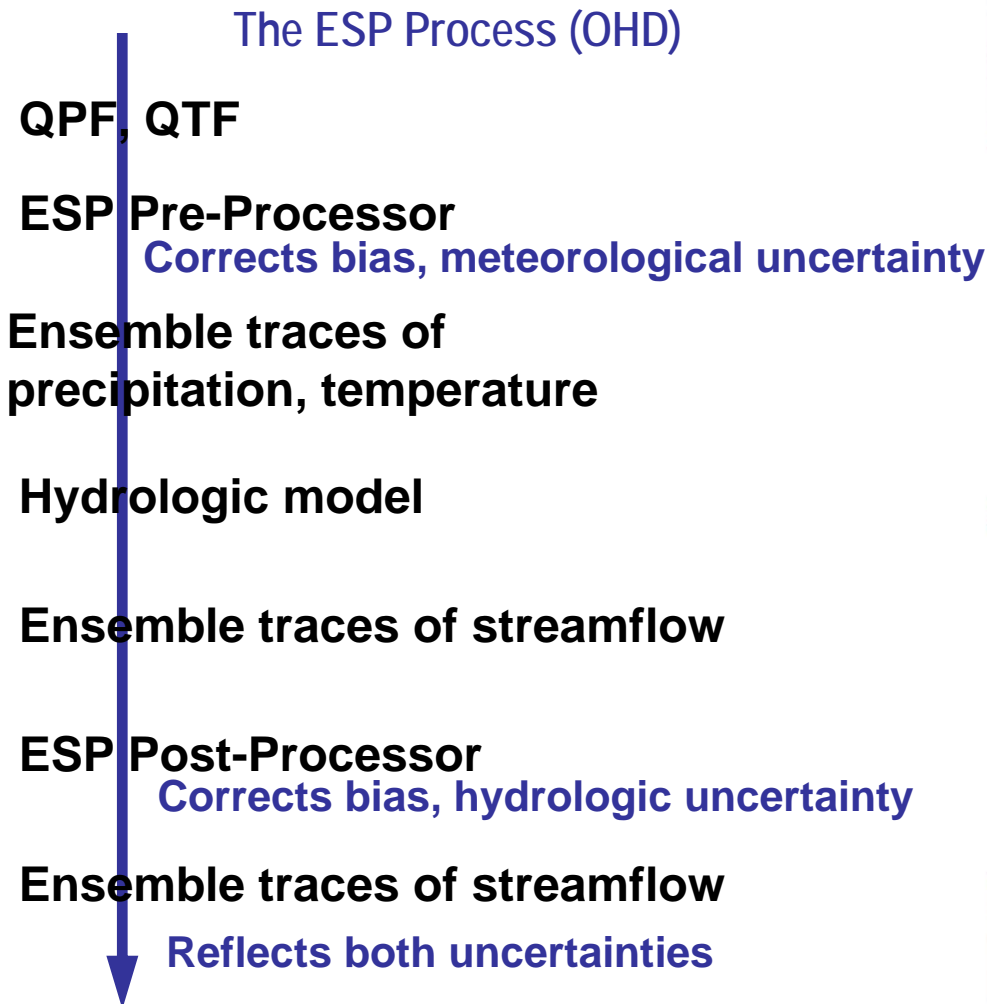 The ESP Process (OHD)
QPF, QTF
ESP Pre-Processor
Corrects bias, meteorological uncertainty
Ensemble traces of
precipitation, temperature
Hydrologic model
Ensemble traces of streamflow
ESP Post-Processor
Corrects bias, hydrologic uncertainty
Ensemble traces of streamflow
Reflects both uncertainties